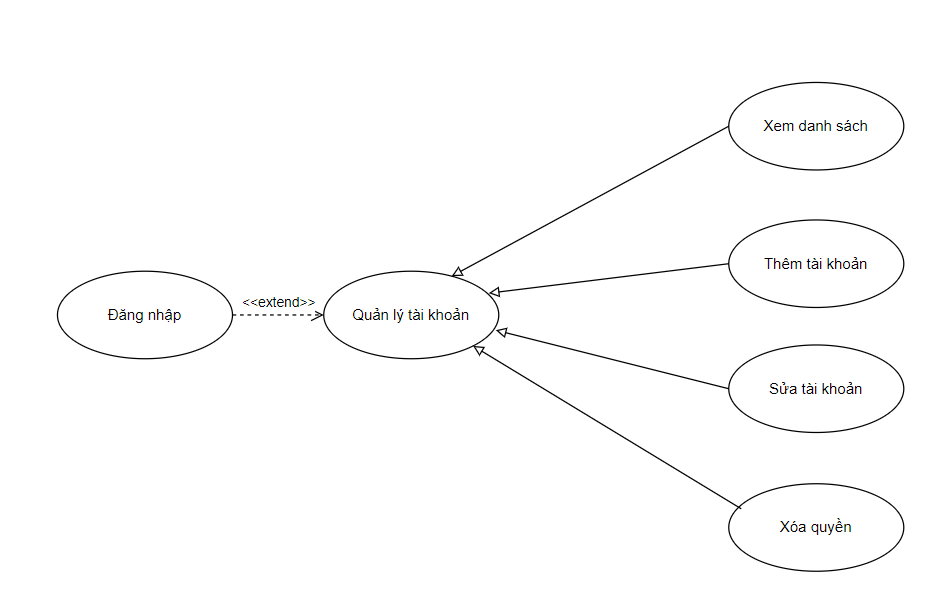 Xem danh sách
Thêm tài khoản
Đăng nhập
<<extend>>
Quản lý tài khoản
Sửa tài khoản
Xóa quyền